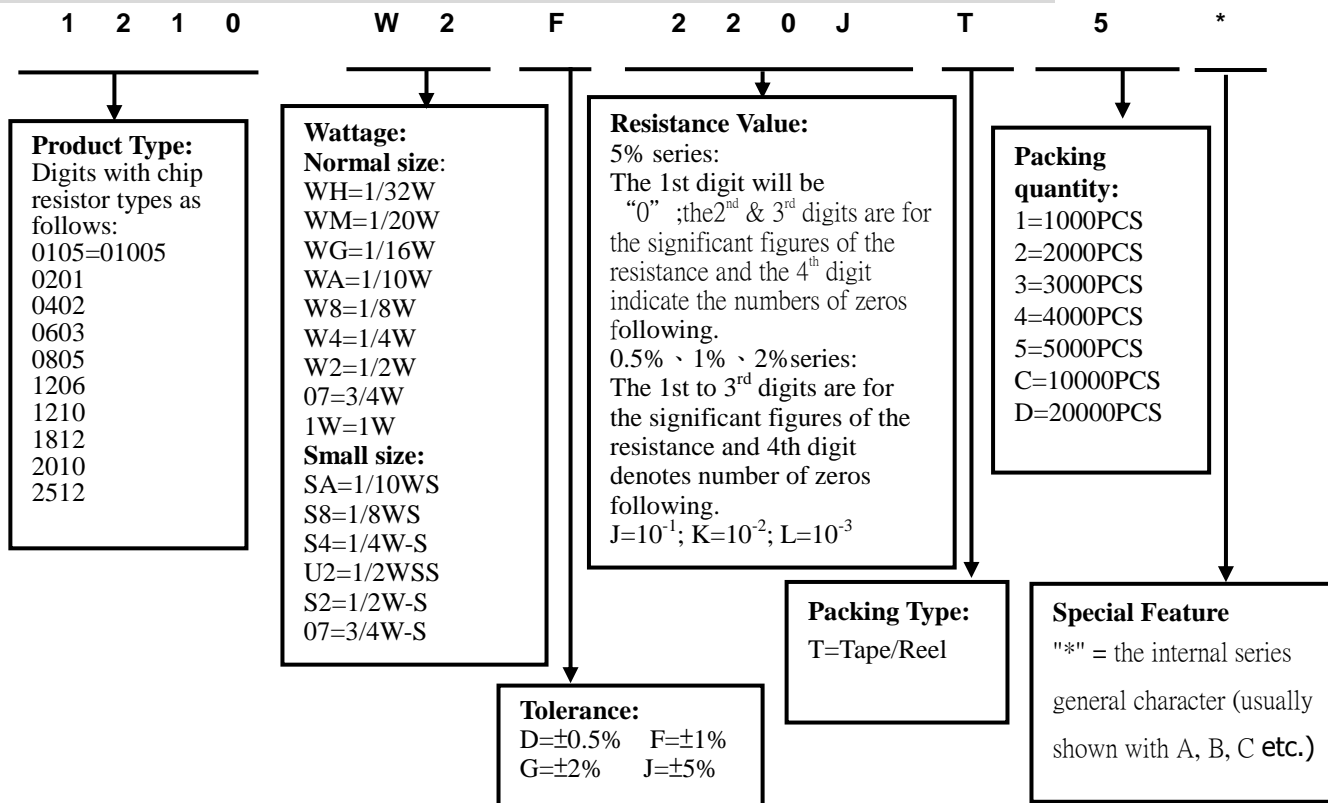 1 2 1 0 W 2 F 2 2 0 J T 5 *
Product Type:
Digits with chip
resistor types as
follows:
0105=01005
0201
0402
0603
0805
1206
1210
1812
2010
2512
Wattage:
Normal size:
WH=1/32W
WM=1/20W
WG=1/16W
WA=1/10W
W8=1/8W
W4=1/4W
W2=1/2W
07=3/4W
1W=1W
Small size:
SA=1/10WS
S8=1/8WS
S4=1/4W-S
U2=1/2WSS
S2=1/2W-S
07=3/4W-S
Tolerance:
D=±0.5% F=±1%
G=±2% J=±5%
Resistance Value:
5% series:
The 1st digit will be
“0” ;the2nd & 3rd digits are for
the significant figures of the
resistance and the 4th digit
indicate the numbers of zeros
following.
0.5%、1%、2%series:
The 1st to 3rd digits are for
the significant figures of the
resistance and 4th digit
denotes number of zeros
following.
J=10-1; K=10-2; L=10-3
Packing Type:
T=Tape/Reel
Packing
quantity:
1=1000PCS
2=2000PCS
3=3000PCS
4=4000PCS
5=5000PCS
C=10000PCS
D=20000PCS
Special Feature
"*" = the internal series
general character (usually
shown with A, B, C etc.)